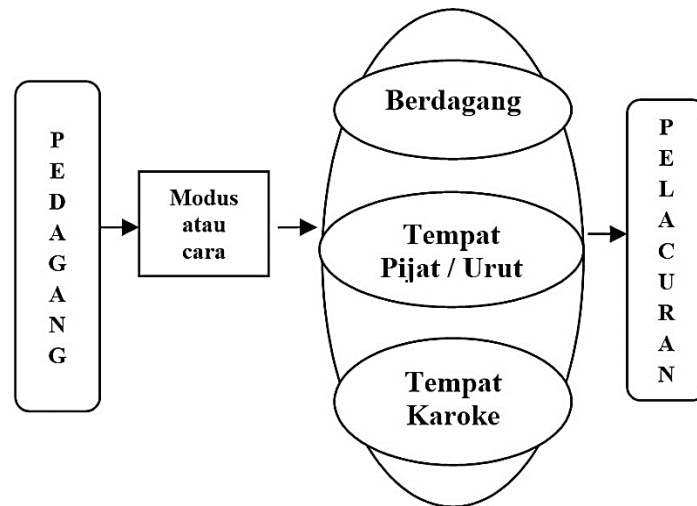 PEDAGANG
Modus
atau
cara
Berdagang
Tempat
Pijat / Urut
Tempat
Karoke
PELACURAN